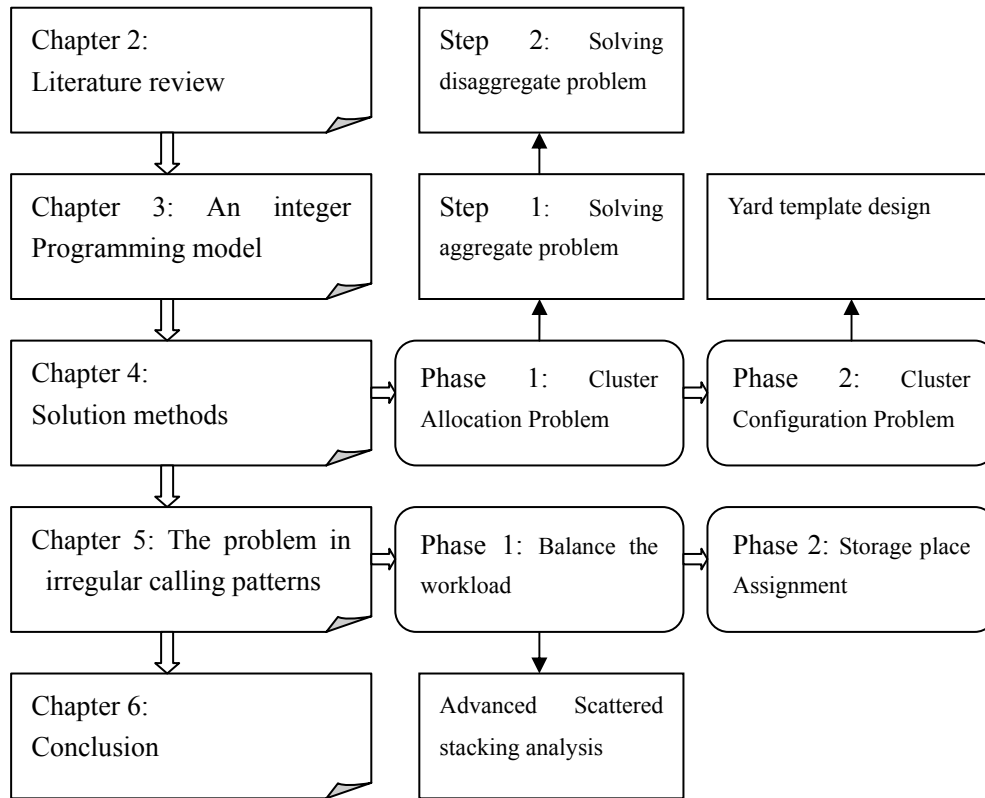 Chapter 2:
Literature review
Step 2: Solving
disaggregate problem
Chapter 3: An integer
Programming model
Step 1: Solving
aggregate problem
Yard template design
Chapter 4:
Solution methods
Phase 1: Cluster
Allocation Problem
Phase 2: Cluster
Configuration Problem
Chapter 5: The problem in
irregular calling patterns
Phase 1: Balance the
workload
Phase 2: Storage place
Assignment
Chapter 6:
Conclusion
Advanced Scattered
stacking analysis